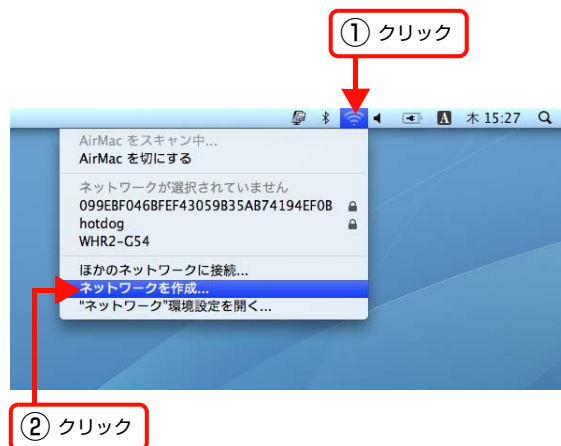 ① クリック
木 15:27
AirMac をスキャン中...
AirMac を切にする
ネットワークが選択されていません
099EBF046BFEF43059B35AB74194EF0B
hotdog
WHR2-G54
ほかのネットワークに接続...
ネットワークを作成...
"ネットワーク"環境設定を開く...
② クリック